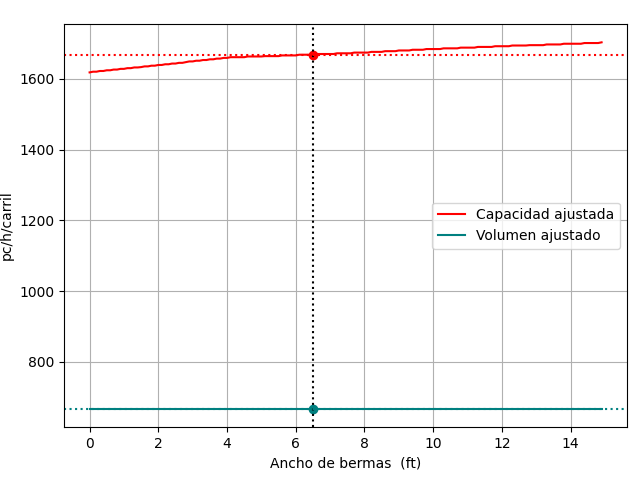 1600
1400
1200
1000
800
pc/h/carril
Capacidad ajustada
Volumen ajustado
0 2 4 6 8 10 12 14
Ancho de bermas (ft)